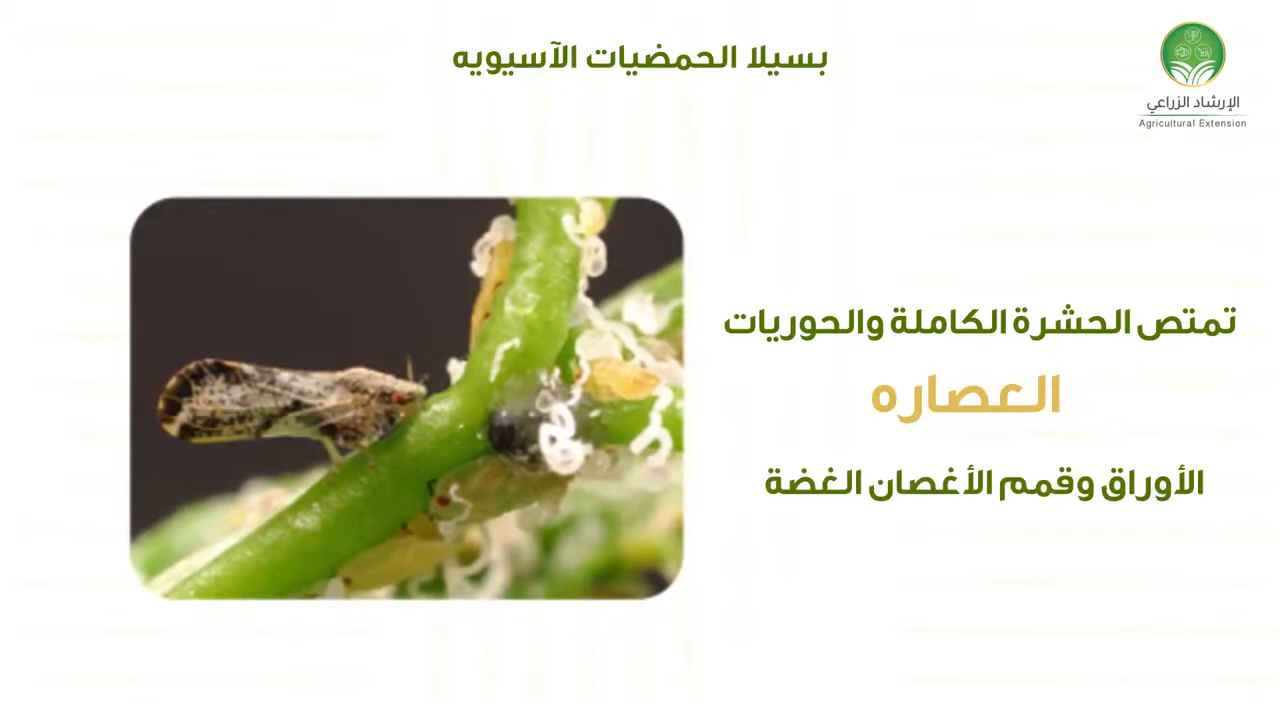 بسيلا الحمضيات الآسيويه
الإرشاد الزراعي
Agricultural Extension
تمتص الحشرة الكاملة والحوريات
العصاره
الأوراق وقمم الأغصان الغضة